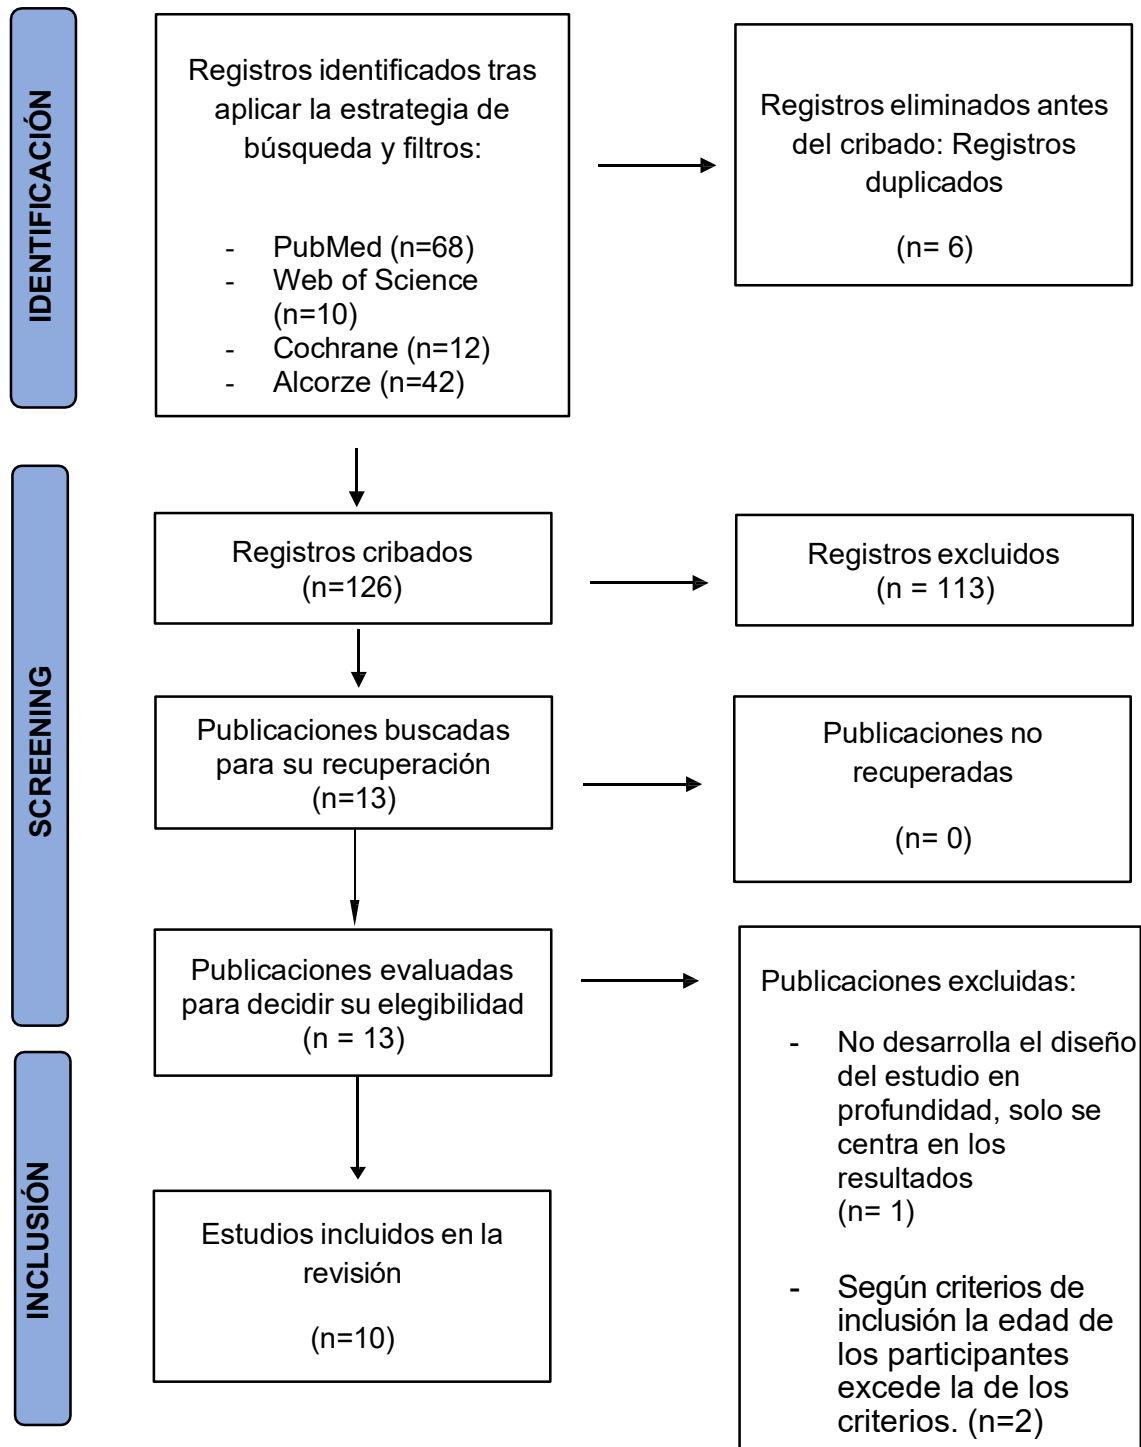 IDENTIFICACIÓN
Registros identificados tras
aplicar la estrategia de
búsqueda y filtros:
- PubMed (n=68)
- Web of Science
(n=10)
- Cochrane (n=12)
- Alcorze (n=42)
Registros eliminados antes
del cribado: Registros
duplicados
(n= 6)
SCREENING
Registros cribados
(n=126)
Registros excluidos
(n = 113)
Publicaciones buscadas
para su recuperación
(n=13)
Publicaciones no
recuperadas
(n= 0)
Publicaciones evaluadas
para decidir su elegibilidad
(n = 13)
Publicaciones excluidas:
- No desarrolla el diseño
del estudio en
profundidad, solo se
centra en los
resultados
(n= 1)
- Según criterios de
inclusión la edad de
los participantes
excede la de los
criterios. (n=2)
INCLUSIÓN
Estudios incluidos en la
revisión
(n=10)